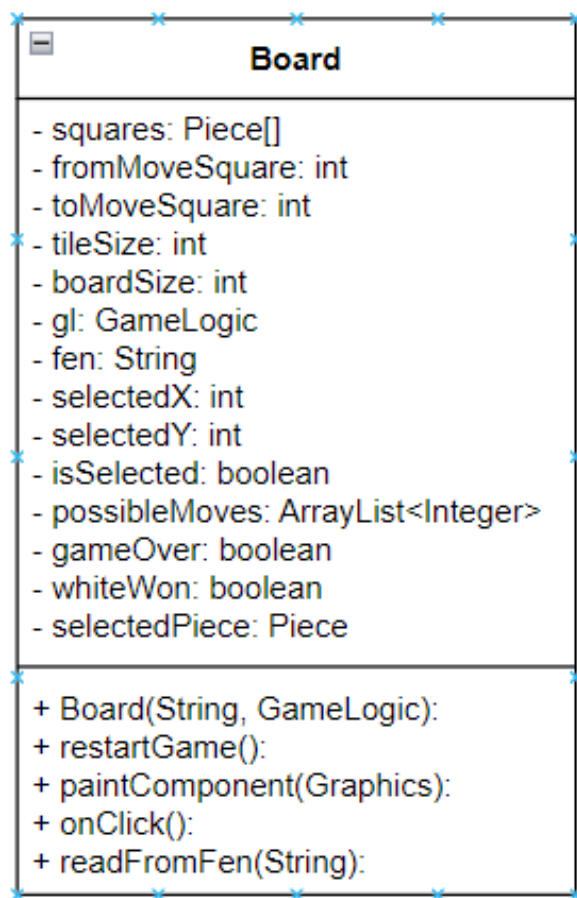 Board
- squares: Piece[]
- fromMoveSquare: int
- toMoveSquare: int
- tileSize: int
- boardSize: int
- gl: GameLogic
- fen: String
- selectedX: int
- selectedY: int
- isSelected: boolean
- possibleMoves: ArrayList<Integer>
- gameOver: boolean
- whiteWon: boolean
- selectedPiece: Piece
+ Board(String, GameLogic):
+ restartGame():
+ paintComponent(Graphics):
+ onClick():
+ readFromFen(String):